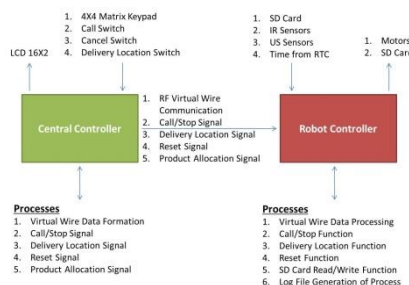 1. 4X4 Matrix Keypad
2. Call Switch
3. Cancel Switch
4. Delivery Location Switch
LCD 16X2
1. SD Card
2. IR Sensors
3. US Sensors
4. Time from RTC
1. Motors
2. SD Card
Central Controller
1. RF Virtual Wire
Communication
2. Call/Stop Signal
3. Delivery Location Signal
4. Reset Signal
5. Product Allocation Signal
Robot Controller
Processes
1. Virtual Wire Data Formation
2. Call/Stop Signal
3. Delivery Location Signal
4. Reset Signal
5. Product Allocation Signal
Processes
1. Virtual Wire Data Processing
2. Call/Stop Function
3. Delivery Location Function
4. Reset Function
5. SD Card Read/Write Function
6. Log File Generation of Process